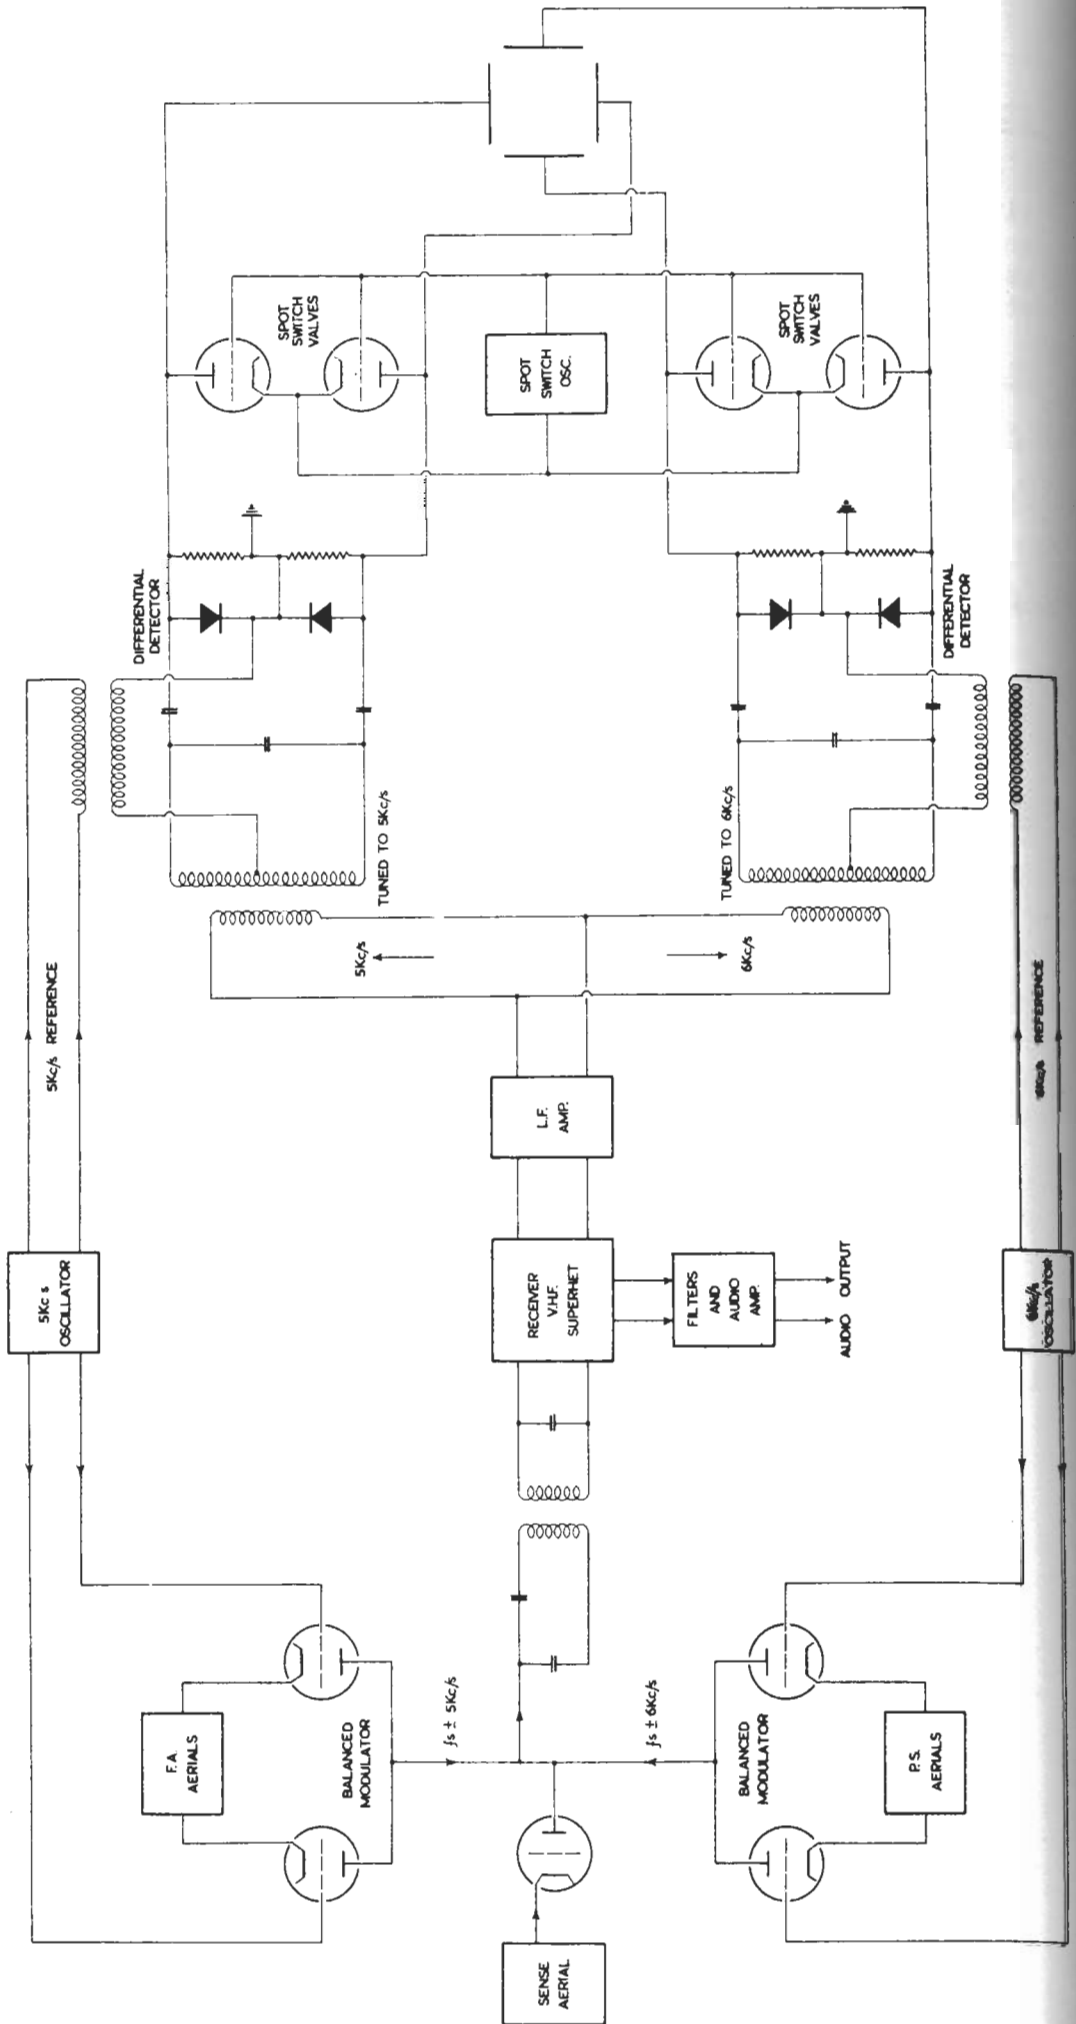 SENSE
AERIAL
F.A.
AERIALS
BALANCED
MODULATOR
fs ± 5Kc/s
fs ± 6Kc/s
BALANCED
MODULATOR
P.S.
AERIALS
5Kc s
OSCILLATOR
5Kc/s REFERENCE
RECEIVER
V.H.F.
SUPERHET
FILTERS
AND
AUDIO
AMP.
AUDIO OUTPUT
L.F.
AMP.
6Kc/s
OSCILLATOR
6Kc/s REFERENCE
5Kc/s
6Kc/s
TUNED TO 5Kc/s
TUNED TO 6Kc/s
DIFFERENTIAL
DETECTOR
DIFFERENTIAL
DETECTOR
SPOT
SWITCH
VALVES
SPOT
SWITCH
OSC.
SPOT
SWITCH
VALVES